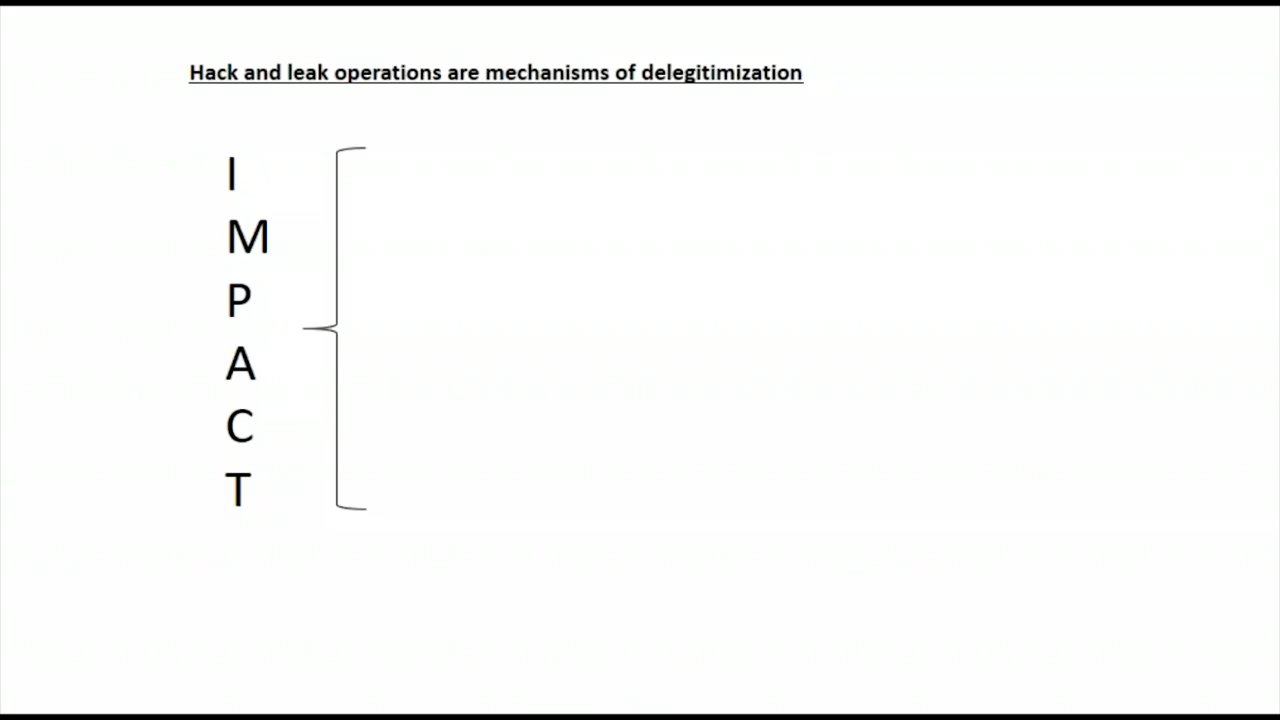 Hack and leak operations are mechanisms of delegitimization
I
M
P
A
C
T